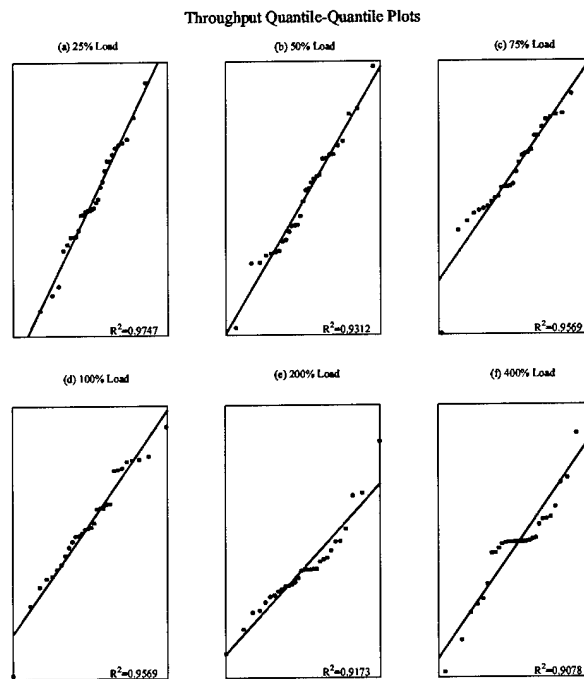 Throughput Quantile-Quantile Plots
(a) 25% Load
(b) 50% Load
(c) 75% Load
R²=0.9747
R²=0.9312
R²=0.9569
(d) 100% Load
(e) 200% Load
(f) 400% Load
R²=0.9569
R²=0.9173
R²=0.9078